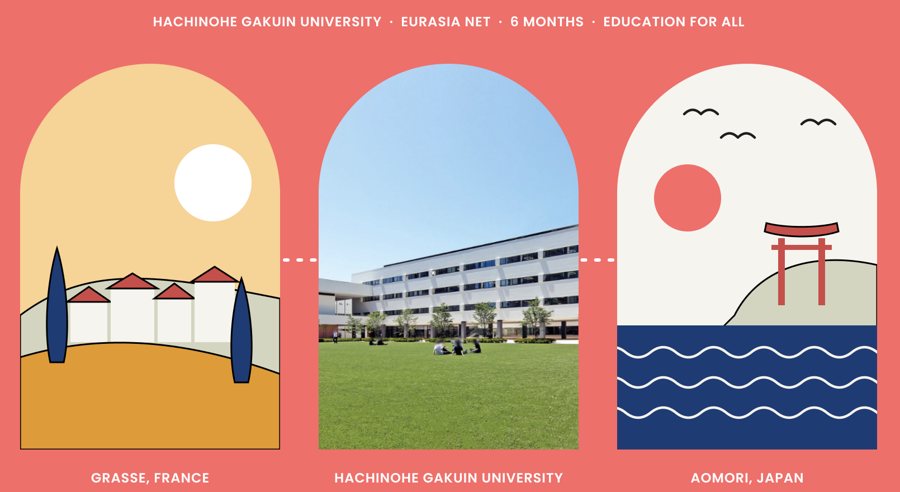 HACHINOHE GAKUIN UNIVERSITY · EURASIA NET · 6 MONTHS · EDUCATION FOR ALL
GRASSE, FRANCE
HACHINOHE GAKUIN UNIVERSITY
AOMORI, JAPAN